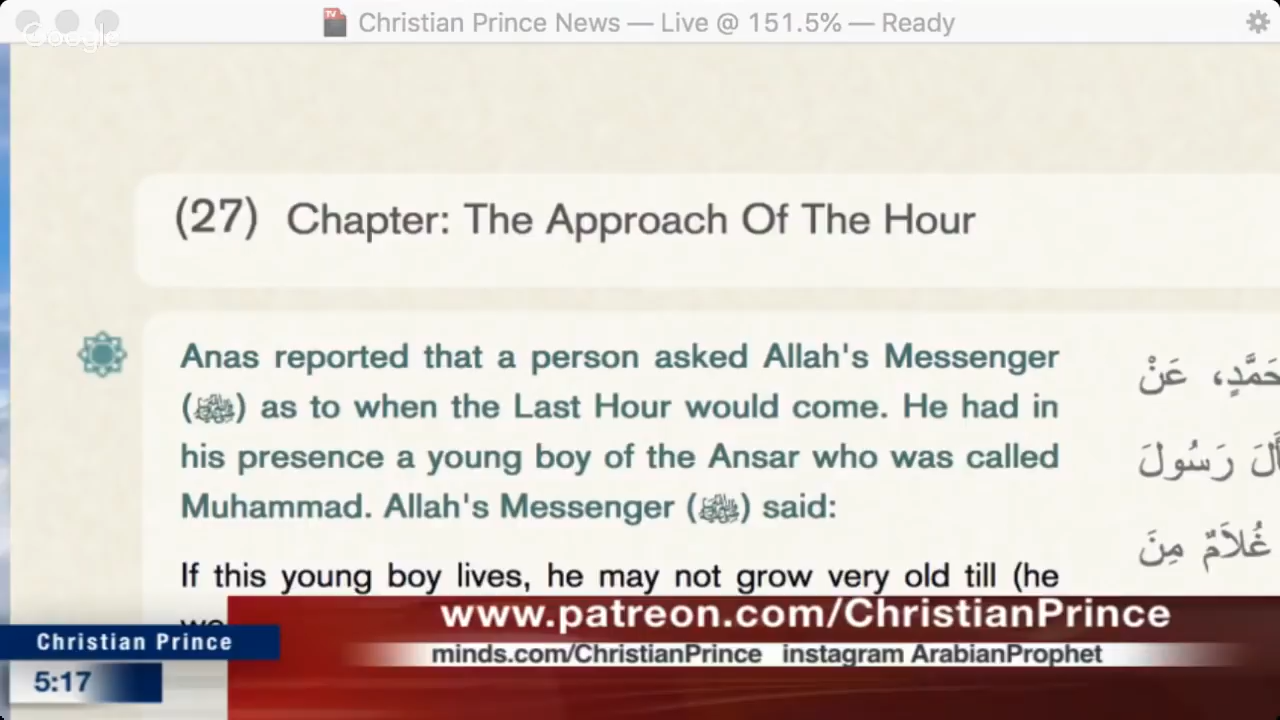 Christian Prince News — Live @ 151.5% — Ready
Google
(27) Chapter: The Approach Of The Hour
Anas reported that a person asked Allah's Messenger
(ﷺ) as to when the Last Hour would come. He had in
his presence a young boy of the Ansar who was called
Muhammad. Allah's Messenger (ﷺ) said:
If this young boy lives, he may not grow very old till (he
حَمَّدٍ، عَنْ
رَسُولَ
غُلاَمٌ مِنَ
www.patreon.com/ChristianPrince
Christian Prince
minds.com/ChristianPrince instagram ArabianProphet
5:17